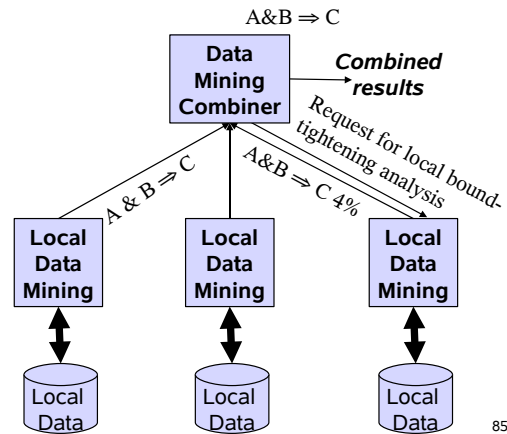 A&B ⇒ C
Data
Mining
Combiner
Combined
results
Request for local bound-
tightening analysis
A & B ⇒ C
A&B ⇒ C 4%
Local
Data
Mining
Local
Data
Mining
Local
Data
Mining
Local
Data
Local
Data
Local
Data
85